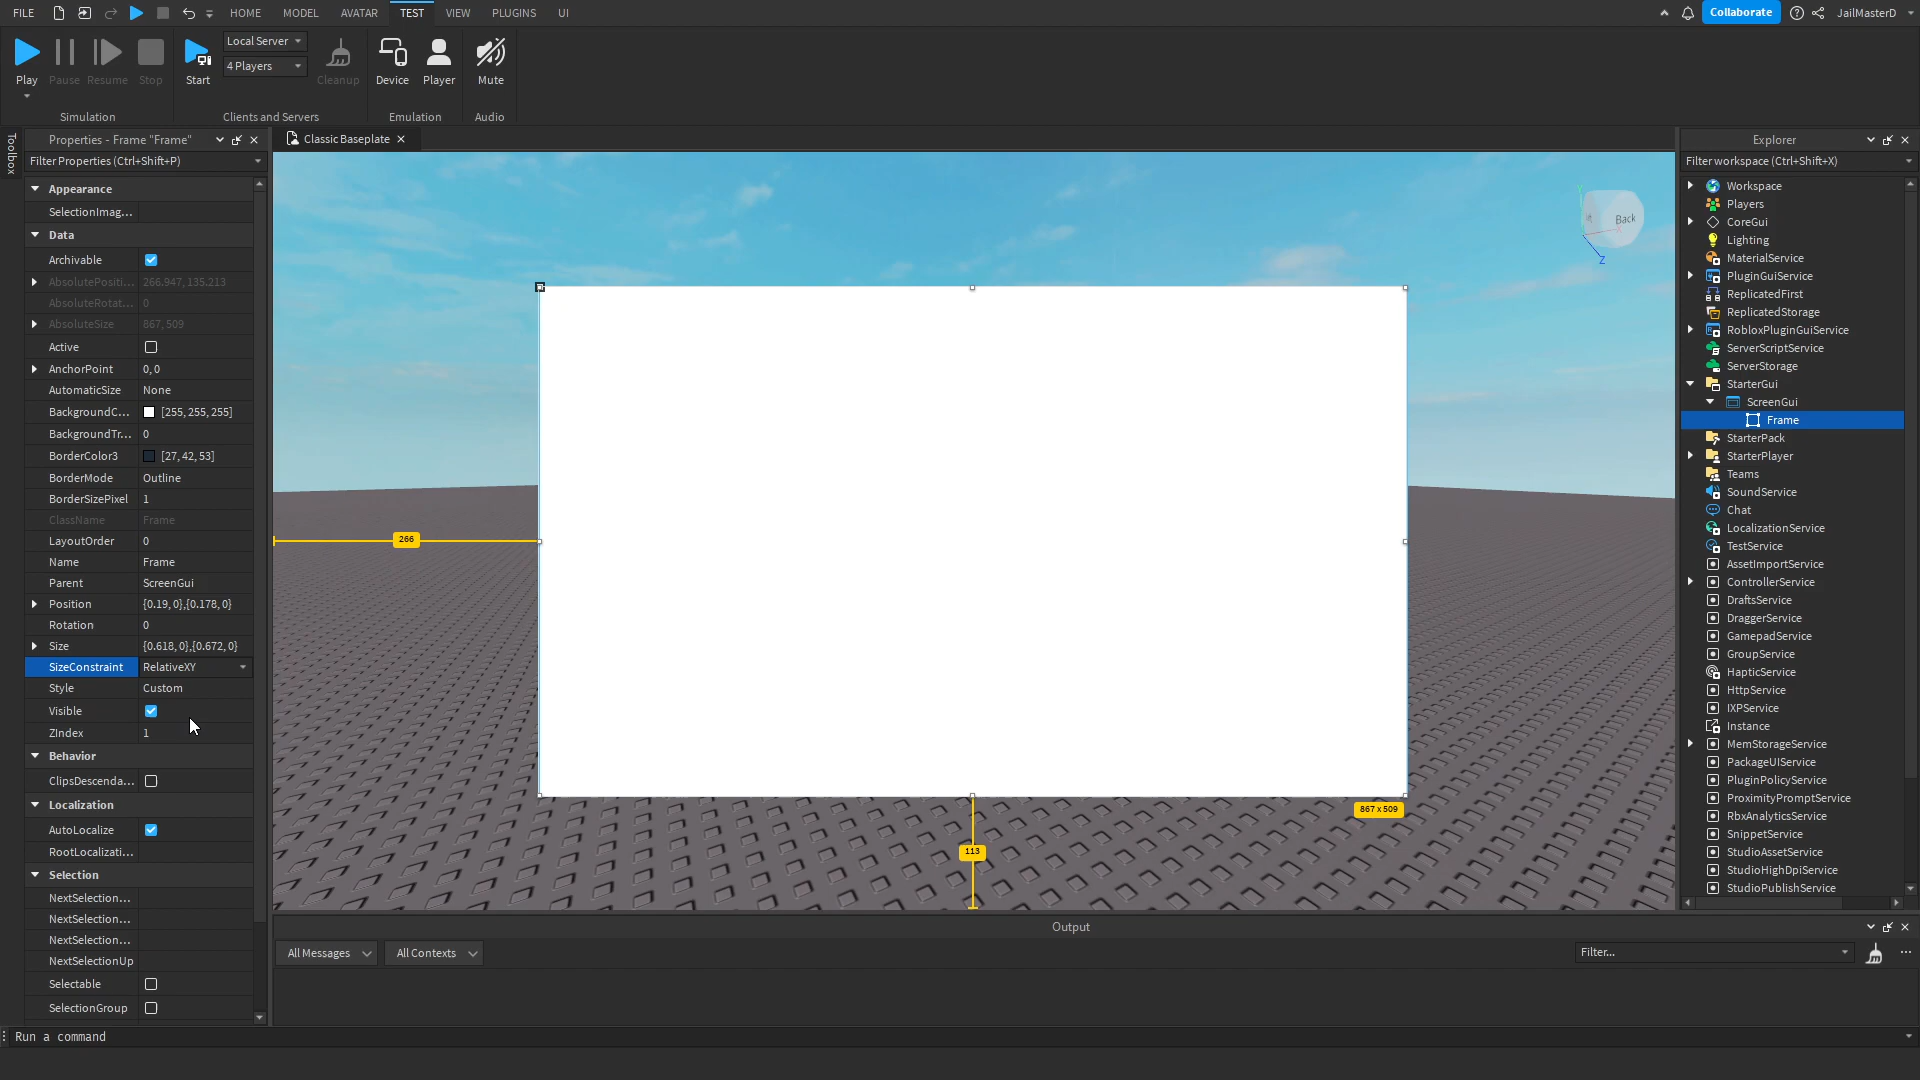 FILE HOME MODEL AVATAR TEST VIEW PLUGINS UI Collaborate JailMasterD
Play Pause Resume Stop
Simulation
Start Local Server
4 Players
Cleanup
Clients and Servers
Device Player
Emulation
Mute
Audio
Toolbox
Properties - Frame "Frame"
Filter Properties (Ctrl+Shift+P)
Appearance
SelectionImag...
Data
Archivable
AbsolutePositi... 266.947, 135.213
AbsoluteRotat... 0
AbsoluteSize 867, 509
Active
AnchorPoint 0, 0
AutomaticSize None
BackgroundC... [255, 255, 255]
BackgroundTr... 0
BorderColor3 [27, 42, 53]
BorderMode Outline
BorderSizePixel 1
ClassName Frame
LayoutOrder 0
Name Frame
Parent ScreenGui
Position {0.19, 0},{0.178, 0}
Rotation 0
Size {0.618, 0},{0.672, 0}
SizeConstraint RelativeXY
Style Custom
Visible
ZIndex 1
Behavior
ClipsDescenda...
Localization
AutoLocalize
RootLocalizati...
Selection
NextSelection...
NextSelection...
NextSelection...
NextSelectionUp
Selectable
SelectionGroup
Classic Baseplate
Back
Z
266
867 x 509
113
Output
All Messages All Contexts Filter...
Explorer
Filter workspace (Ctrl+Shift+X)
Workspace
Players
CoreGui
Lighting
MaterialService
PluginGuiService
ReplicatedFirst
ReplicatedStorage
RobloxPluginGuiService
ServerScriptService
ServerStorage
StarterGui
ScreenGui
Frame
StarterPack
StarterPlayer
Teams
SoundService
Chat
LocalizationService
TestService
AssetImportService
ControllerService
DraftsService
DraggerService
GamepadService
GroupService
HapticService
HttpService
IXPService
Instance
MemStorageService
PackageUIService
PluginPolicyService
ProximityPromptService
RbxAnalyticsService
SnippetService
StudioAssetService
StudioHighDpiService
StudioPublishService
Run a command